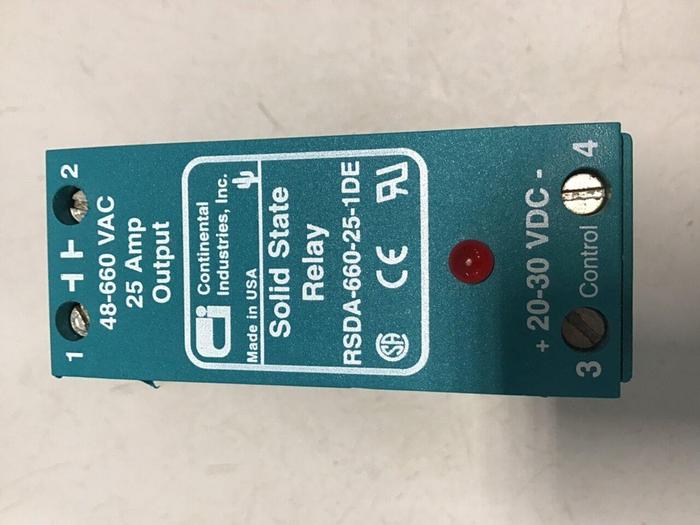 1 2
48-660 VAC
25 Amp
Output
Continental
Industries, Inc.
Made in USA
Solid State
Relay
RSDA-660-25-1DE
+ 20-30 VDC -
3 Control 4